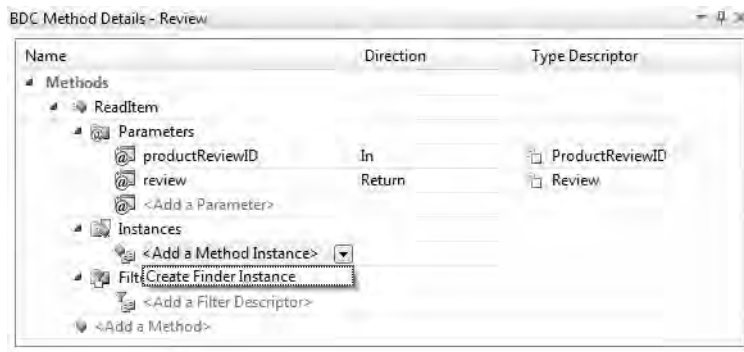 BDC Method Details - Review
Name Direction Type Descriptor
Methods
ReadItem
Parameters
productReviewID In ProductReviewID
review Return Review
<Add a Parameter>
Instances
<Add a Method Instance>
Filt Create Finder Instance
<Add a Filter Descriptor>
<Add a Method>